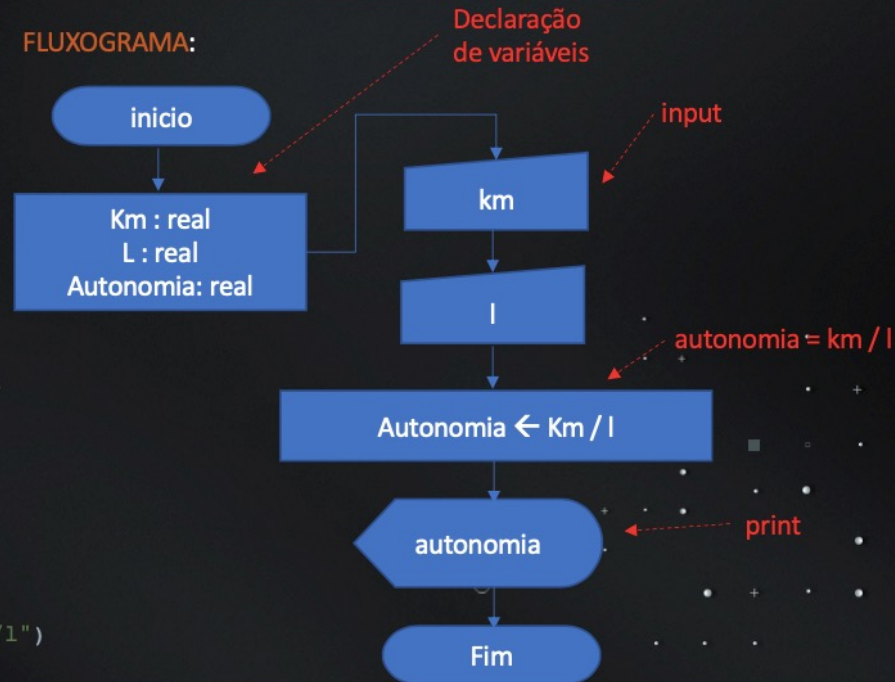 FLUXOGRAMA:
Declaração
de variáveis
inicio
Km : real
L : real
Autonomia: real
input
km
l
autonomia = km / l
Autonomia ← Km / l
autonomia
print
Fim
/l")